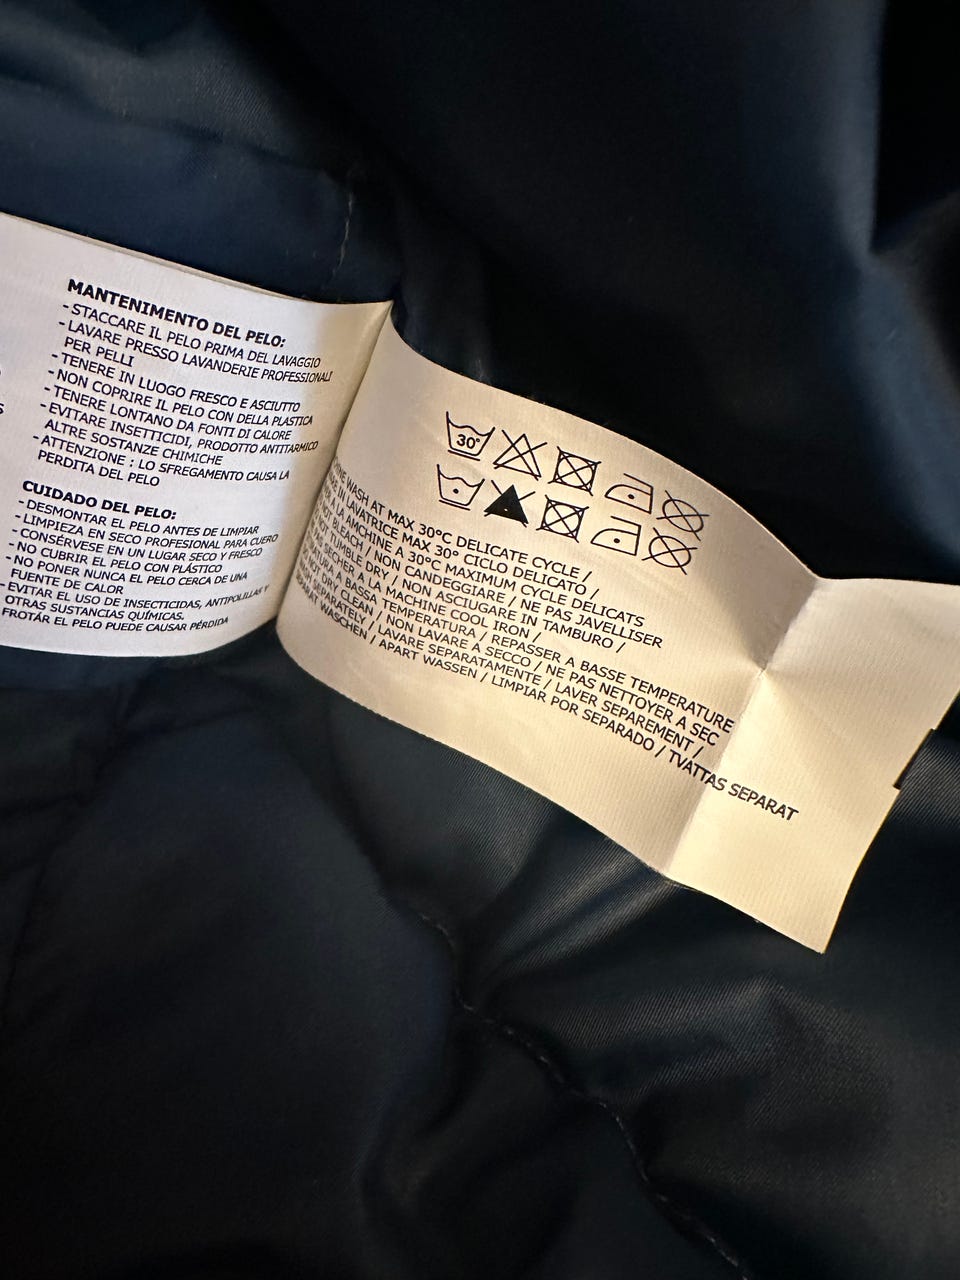 MANTENIMENTO DEL PELO:
- STACCARE IL PELO PRIMA DEL LAVAGGIO
- LAVARE PRESSO LAVANDERIE PROFESSIONALI
PER PELLI
- TENERE IN LUOGO FRESCO E ASCIUTTO
- NON COPRIRE IL PELO CON DELLA PLASTICA
- TENERE LONTANO DA FONTI DI CALORE
- EVITARE INSETTICIDI, PRODOTTO ANTITARMICO
ALTRE SOSTANZE CHIMICHE
- ATTENZIONE : LO SFREGAMENTO CAUSA LA
PERDITA DEL PELO
CUIDADO DEL PELO:
- DESMONTAR EL PELO ANTES DE LIMPIAR
- LIMPIEZA EN SECO PROFESIONAL PARA CUERO
- CONSÉRVESE EN UN LUGAR SECO Y FRESCO
- NO CUBRIR EL PELO CON PLÁSTICO
- NO PONER NUNCA EL PELO CERCA DE UNA
FUENTE DE CALOR
- EVITAR EL USO DE INSECTICIDAS, ANTIPOLILLAS Y
OTRAS SUSTANCIAS QUÍMICAS.
FROTAR EL PELO PUEDE CAUSAR PÉRDIDA
30°
WASH AT MAX 30°C DELICATE CYCLE /
IN LAVATRICE MAX 30° CICLO DELICATO /
LA MACHINE A 30°C MAXIMUM CYCLE DELICATS
BLEACH / NON CANDEGGIARE / NE PAS JAVELLISER
TUMBLE DRY / NON ASCIUGARE IN TAMBURO /
A LA MACHINE COOL IRON /
A BASSA TEMPERATURA / REPASSER A BASSE TEMPERATURE
DRY CLEAN / NON LAVARE A SECCO / NE PAS NETTOYER A SEC
LAVARE SEPARATAMENTE / LAVER SEPAREMENT /
WASCHEN / APART WASSEN / LIMPIAR POR SEPARADO / TVATTAS SEPARAT